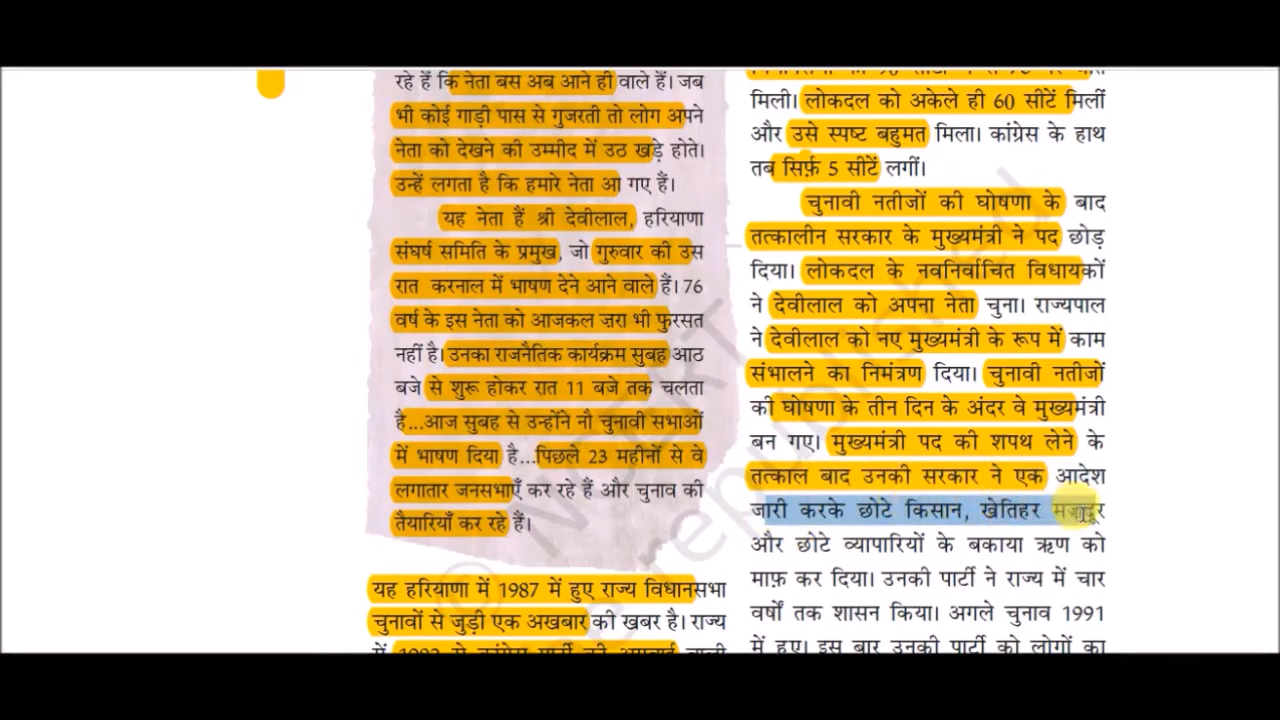 रहे हैं कि नेता बस अब आने ही वाले हैं। जब
भी कोई गाड़ी पास से गुजरती तो लोग अपने
नेता को देखने की उम्मीद में उठ खड़े होते।
उन्हें लगता है कि हमारे नेता आ गए हैं।
यह नेता हैं श्री देवीलाल, हरियाणा
संघर्ष समिति के प्रमुख, जो गुरुवार की उस
रात करनाल में भाषण देने आने वाले हैं। 76
वर्ष के इस नेता को आजकल ज़रा भी फुरसत
नहीं है। उनका राजनैतिक कार्यक्रम सुबह आठ
बजे से शुरू होकर रात 11 बजे तक चलता
है...आज सुबह से उन्होंने नौ चुनावी सभाओं
में भाषण दिया है...पिछले 23 महीनों से वे
लगातार जनसभाएँ कर रहे हैं और चुनाव की
तैयारियाँ कर रहे हैं।
यह हरियाणा में 1987 में हुए राज्य विधानसभा
चुनावों से जुड़ी एक अखबार की खबर है। राज्य
में 1982 से कांग्रेस पार्टी की अगुवाई वाली
मिली। लोकदल को अकेले ही 60 सीटें मिलीं
और उसे स्पष्ट बहुमत मिला। कांग्रेस के हाथ
तब सिर्फ़ 5 सीटें लगीं।
चुनावी नतीजों की घोषणा के बाद
तत्कालीन सरकार के मुख्यमंत्री ने पद छोड़
दिया। लोकदल के नवनिर्वाचित विधायकों
ने देवीलाल को अपना नेता चुना। राज्यपाल
ने देवीलाल को नए मुख्यमंत्री के रूप में काम
संभालने का निमंत्रण दिया। चुनावी नतीजों
की घोषणा के तीन दिन के अंदर वे मुख्यमंत्री
बन गए। मुख्यमंत्री पद की शपथ लेने के
तत्काल बाद उनकी सरकार ने एक आदेश
जारी करके छोटे किसान, खेतिहर मजदूर
और छोटे व्यापारियों के बकाया ऋण को
माफ़ कर दिया। उनकी पार्टी ने राज्य में चार
वर्षों तक शासन किया। अगले चुनाव 1991
में हुए। इस बार उनकी पार्टी को लोगों का